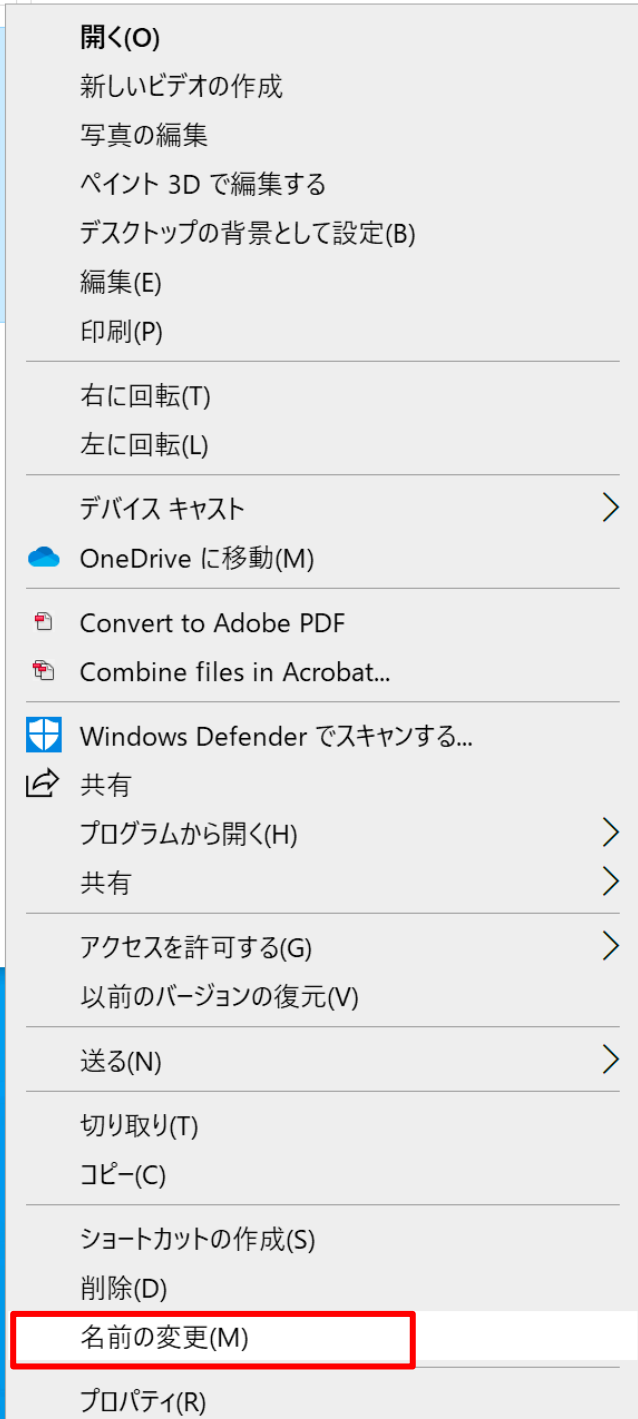 開く(O)
新しいビデオの作成
写真の編集
ペイント 3D で編集する
デスクトップの背景として設定(B)
編集(E)
印刷(P)
右に回転(T)
左に回転(L)
デバイス キャスト
OneDrive に移動(M)
Convert to Adobe PDF
Combine files in Acrobat...
Windows Defender でスキャンする...
共有
プログラムから開く(H)
共有
アクセスを許可する(G)
以前のバージョンの復元(V)
送る(N)
切り取り(T)
コピー(C)
ショートカットの作成(S)
削除(D)
名前の変更(M)
プロパティ(R)